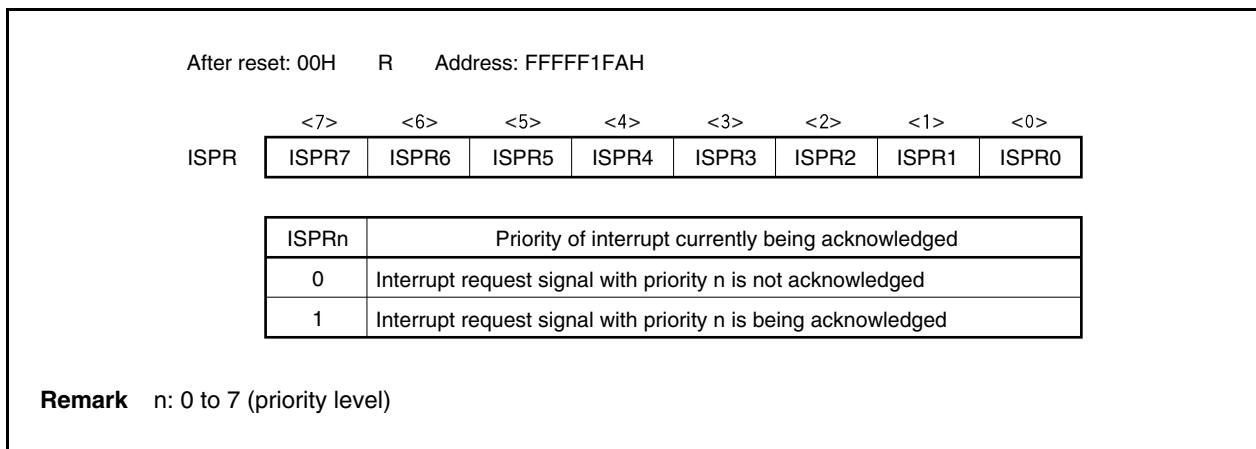 After reset: 00H R Address: FFFFF1FAH
<7> <6> <5> <4> <3> <2> <1> <0>
ISPR ISPR7 ISPR6 ISPR5 ISPR4 ISPR3 ISPR2 ISPR1 ISPR0
ISPRn Priority of interrupt currently being acknowledged
0 Interrupt request signal with priority n is not acknowledged
1 Interrupt request signal with priority n is being acknowledged
Remark n: 0 to 7 (priority level)